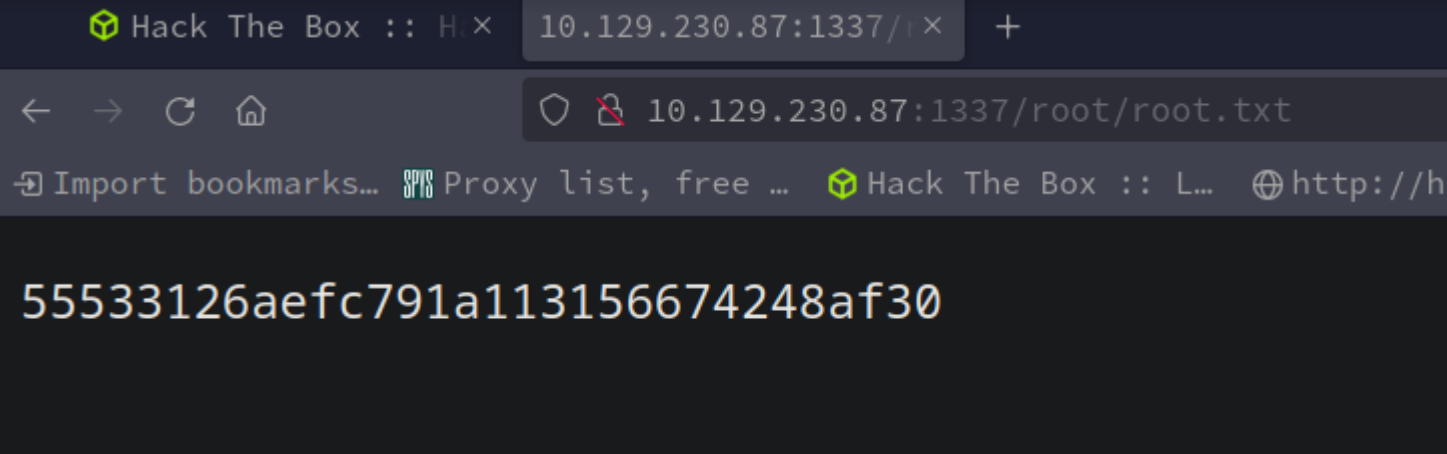 Hack The Box :: H
10.129.230.87:1337/
10.129.230.87:1337/root/root.txt
Import bookmarks… SPYS Proxy list, free … Hack The Box :: L… http://h
55533126aefc791a113156674248af30